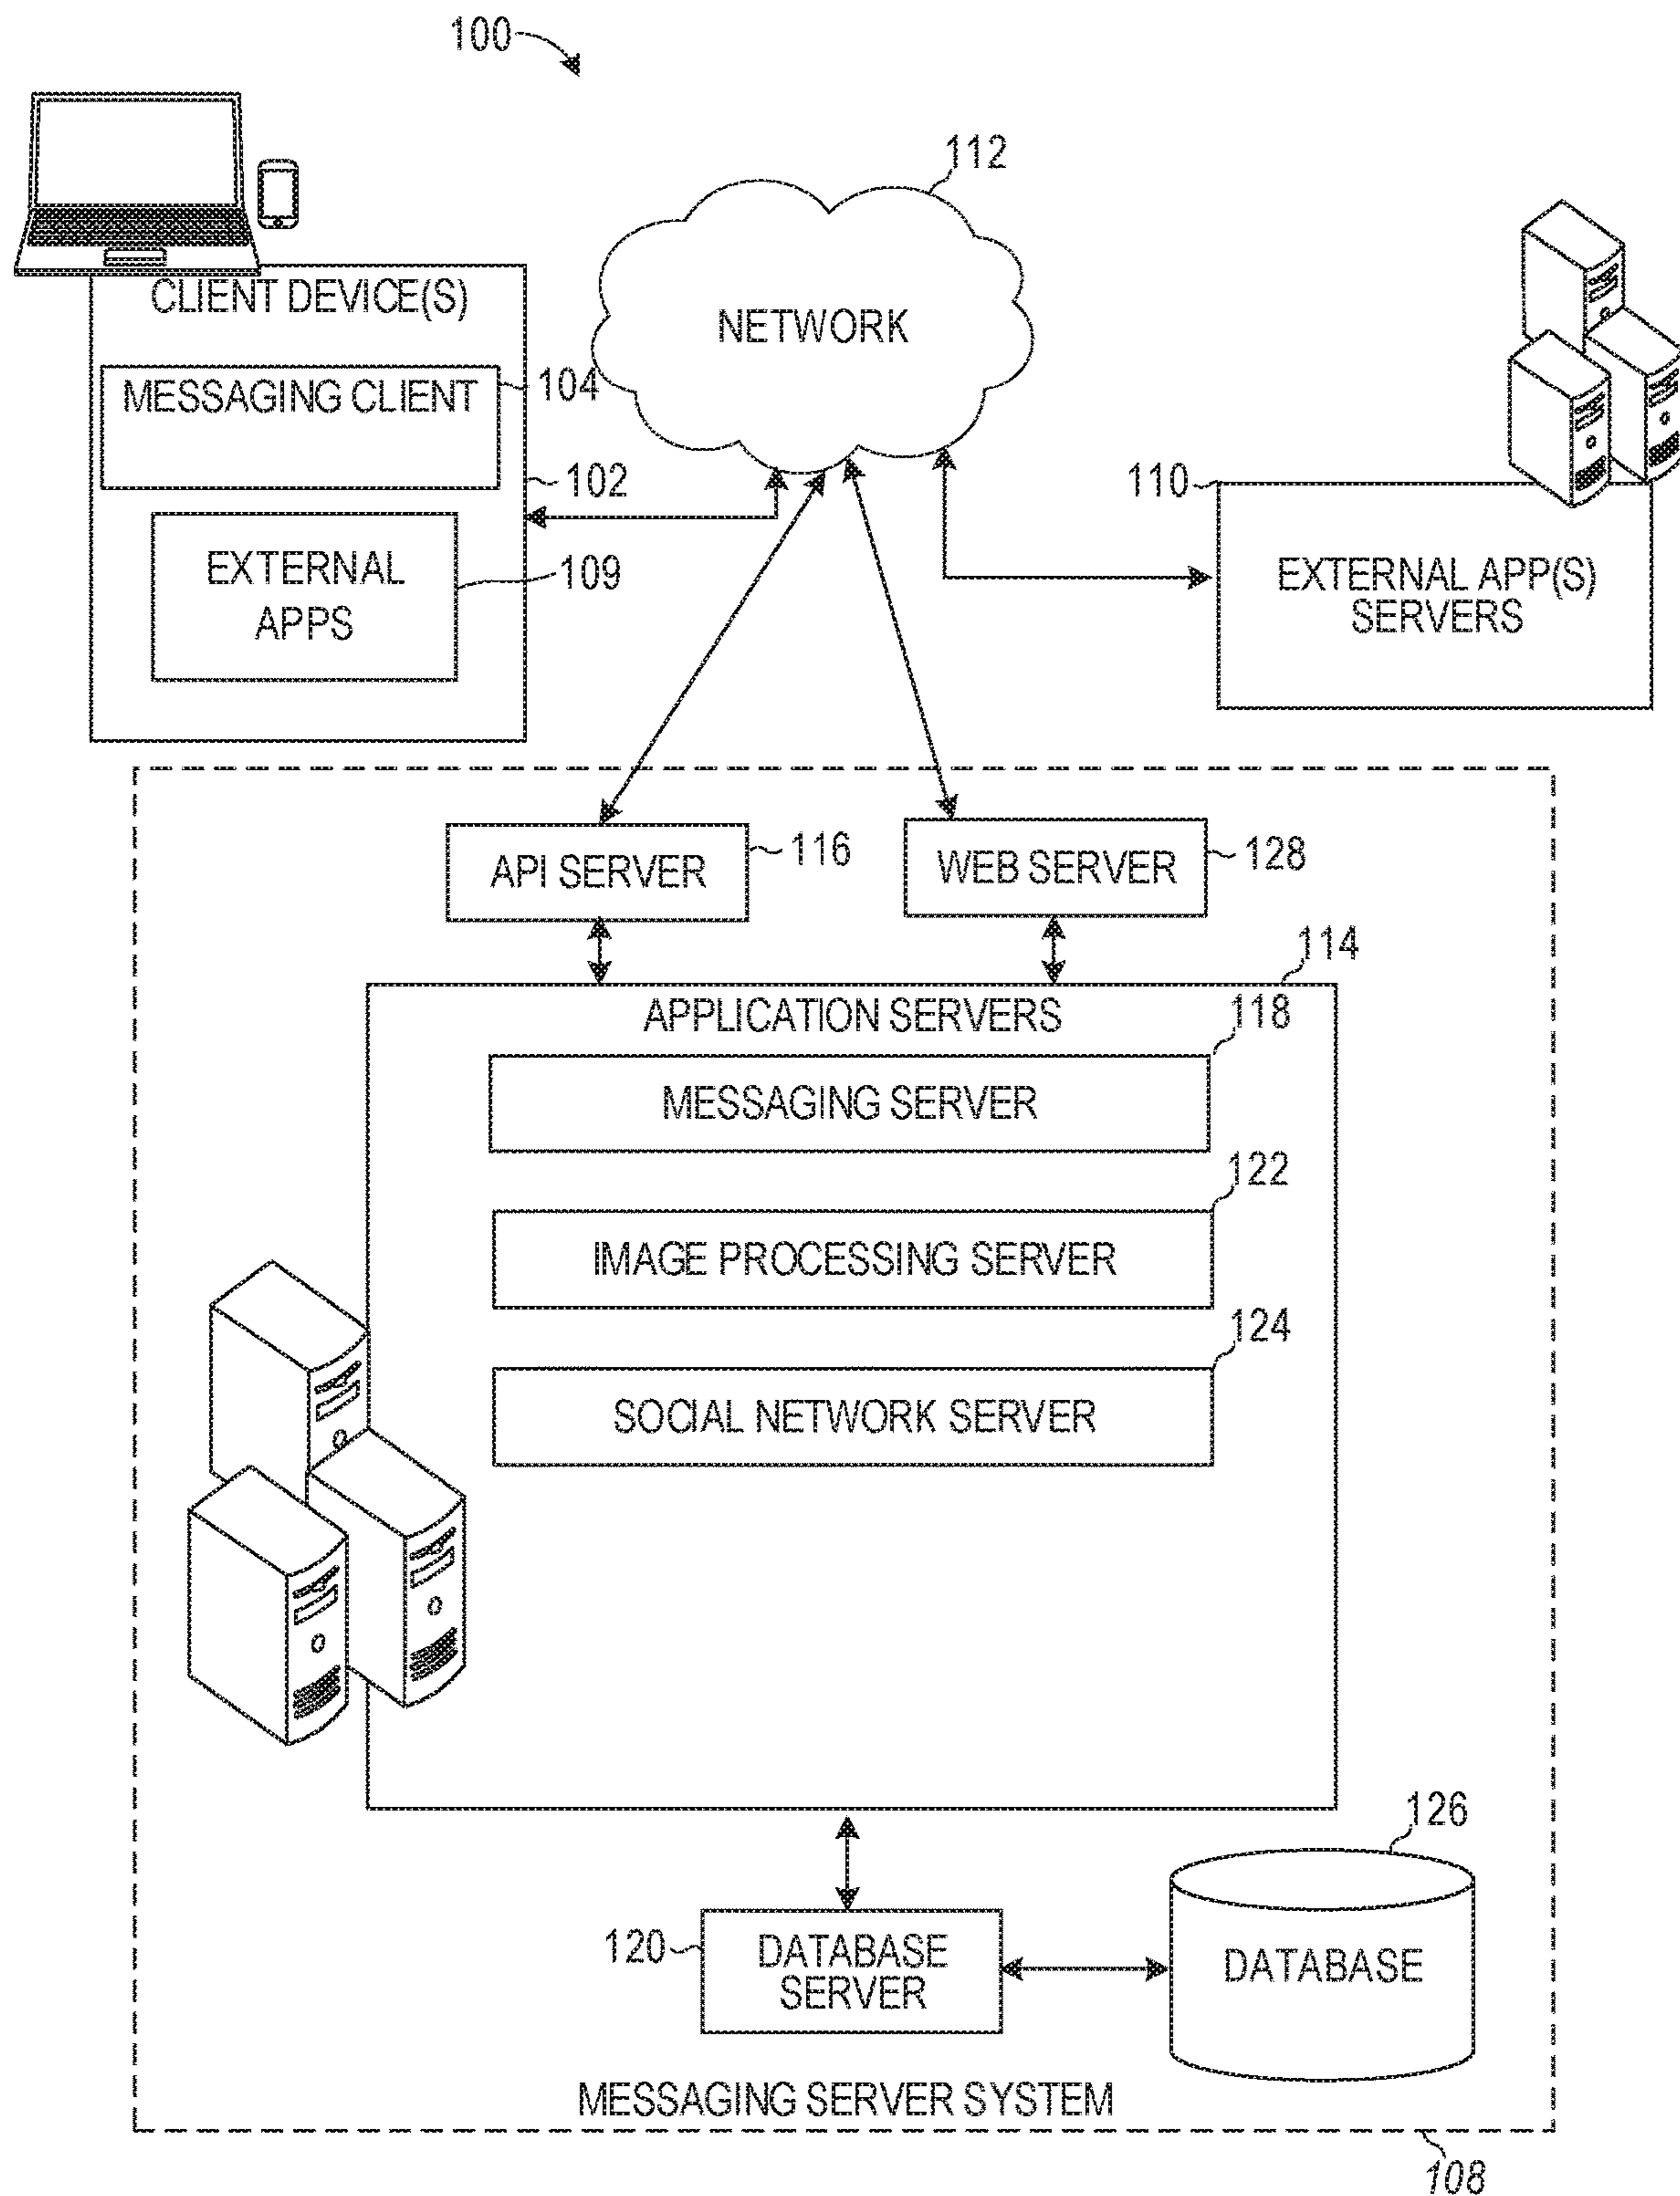 100
112
CLIENT DEVICE(S)
NETWORK
MESSAGING CLIENT
104
102
110
EXTERNAL
APPS
109
EXTERNAL APP(S)
SERVERS
API SERVER
116
WEB SERVER
128
114
APPLICATION SERVERS
118
MESSAGING SERVER
122
IMAGE PROCESSING SERVER
124
SOCIAL NETWORK SERVER
126
120
DATABASE
SERVER
DATABASE
MESSAGING SERVER SYSTEM
108